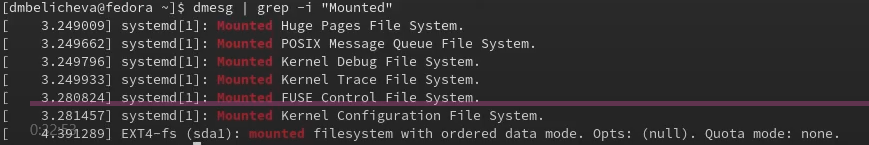 [dmbelicheva@fedora ~]$ dmesg | grep -i "Mounted"
[    3.249009] systemd[1]: Mounted Huge Pages File System.
[    3.249662] systemd[1]: Mounted POSIX Message Queue File System.
[    3.249796] systemd[1]: Mounted Kernel Debug File System.
[    3.249933] systemd[1]: Mounted Kernel Trace File System.
[    3.280824] systemd[1]: Mounted FUSE Control File System.
[    3.281457] systemd[1]: Mounted Kernel Configuration File System.
[    4.391289] EXT4-fs (sda1): mounted filesystem with ordered data mode. Opts: (null). Quota mode: none.